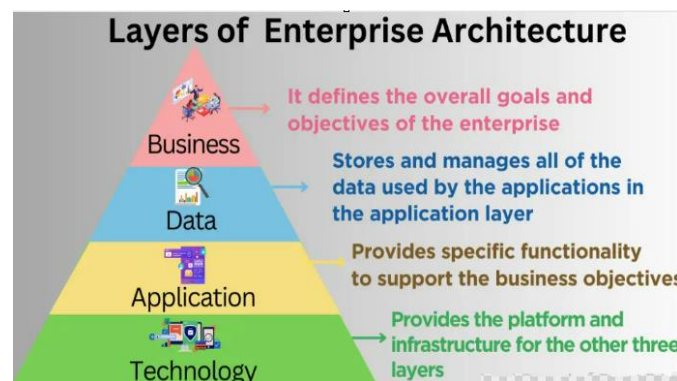 Layers of Enterprise Architecture
It defines the overall goals and
objectives of the enterprise
Business
Stores and manages all of the
data used by the applications in
the application layer
Data
Provides specific functionality
to support the business objectives
Application
Provides the platform and
infrastructure for the other three
layers
Technology